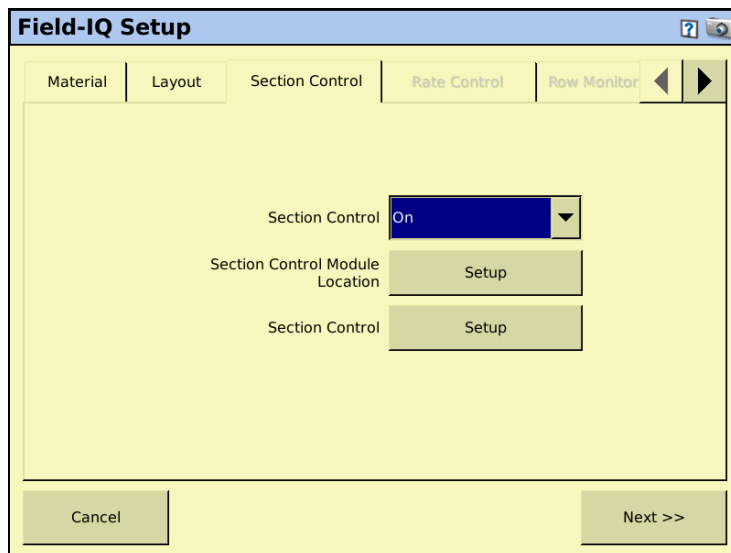 Field-IQ Setup
?
Material Layout Section Control Rate Control Row Monitor
Section Control On
Section Control Module
Location Setup
Section Control Setup
Cancel Next >>